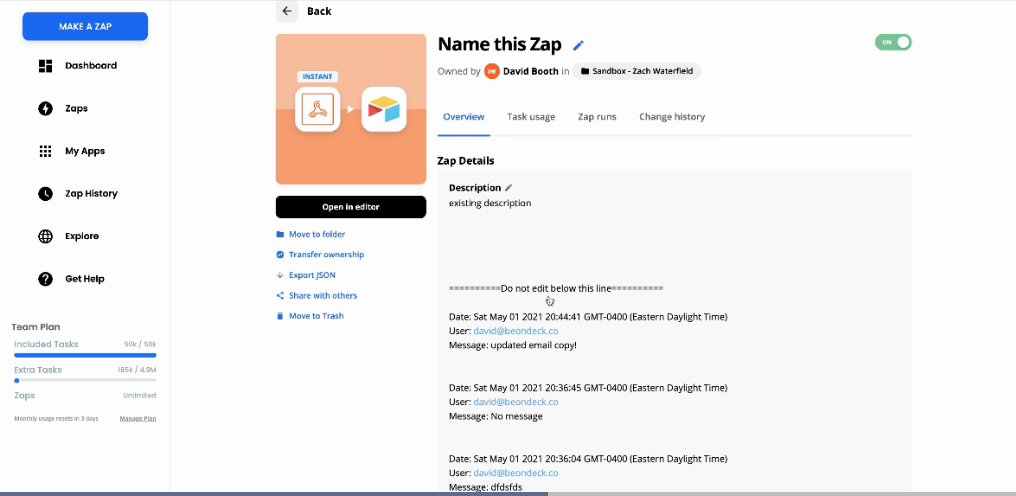 MAKE A ZAP
Dashboard
Zaps
My Apps
Zap History
Explore
Get Help
Team Plan
Included Tasks 50k / 50k
Extra Tasks 185k / 4.9M
Zaps Unlimited
Monthly usage resets in 3 days Manage Plan
Back
INSTANT
Open in editor
Move to folder
Transfer ownership
Export JSON
Share with others
Move to Trash
Name this Zap
ON
Owned by DB David Booth in Sandbox - Zach Waterfield
Overview Task usage Zap runs Change history
Zap Details
Description
existing description
==========Do not edit below this line==========
Date: Sat May 01 2021 20:44:41 GMT-0400 (Eastern Daylight Time)
User: david@beondeck.co
Message: updated email copy!
Date: Sat May 01 2021 20:36:45 GMT-0400 (Eastern Daylight Time)
User: david@beondeck.co
Message: No message
Date: Sat May 01 2021 20:36:04 GMT-0400 (Eastern Daylight Time)
User: david@beondeck.co
Message: dfdsfds